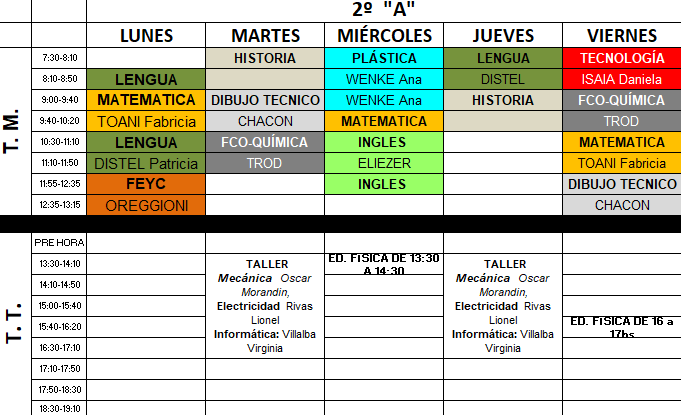 2º "A"
LUNES MARTES MIÉRCOLES JUEVES VIERNES
T. M.
7:30-8:10 HISTORIA PLÁSTICA LENGUA TECNOLOGÍA
8:10-8:50 LENGUA WENKE Ana DISTEL ISAIA Daniela
9:00-9:40 MATEMATICA DIBUJO TECNICO WENKE Ana HISTORIA FCO-QUÍMICA
9:40-10:20 TOANI Fabricia CHACON MATEMATICA TROD
10:30-11:10 LENGUA FCO-QUÍMICA INGLES MATEMATICA
11:10-11:50 DISTEL Patricia TROD ELIEZER TOANI Fabricia
11:55-12:35 FEYC INGLES DIBUJO TECNICO
12:35-13:15 OREGGIONI CHACON
T. T.
PRE HORA
13:30-14:10
14:10-14:50
15:00-15:40
15:40-16:20
16:30-17:10
17:10-17:50
17:50-18:30
18:30-19:10
TALLER
Mecánica Oscar
Morandin,
Electricidad Rivas
Lionel
Informática: Villalba
Virginia
ED. FÍSICA DE 13:30
A 14:30
TALLER
Mecánica Oscar
Morandin,
Electricidad Rivas
Lionel
Informática: Villalba
Virginia
ED. FÍSICA DE 16 a
17hs